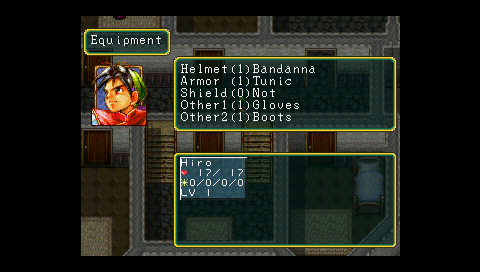 Equipment
Helmet(1)Bandanna
Armor (1)Tunic
Shield(0)Not
Other1(1)Gloves
Other2(1)Boots
Hiro
17/ 17
0/0/0/0
LV 1